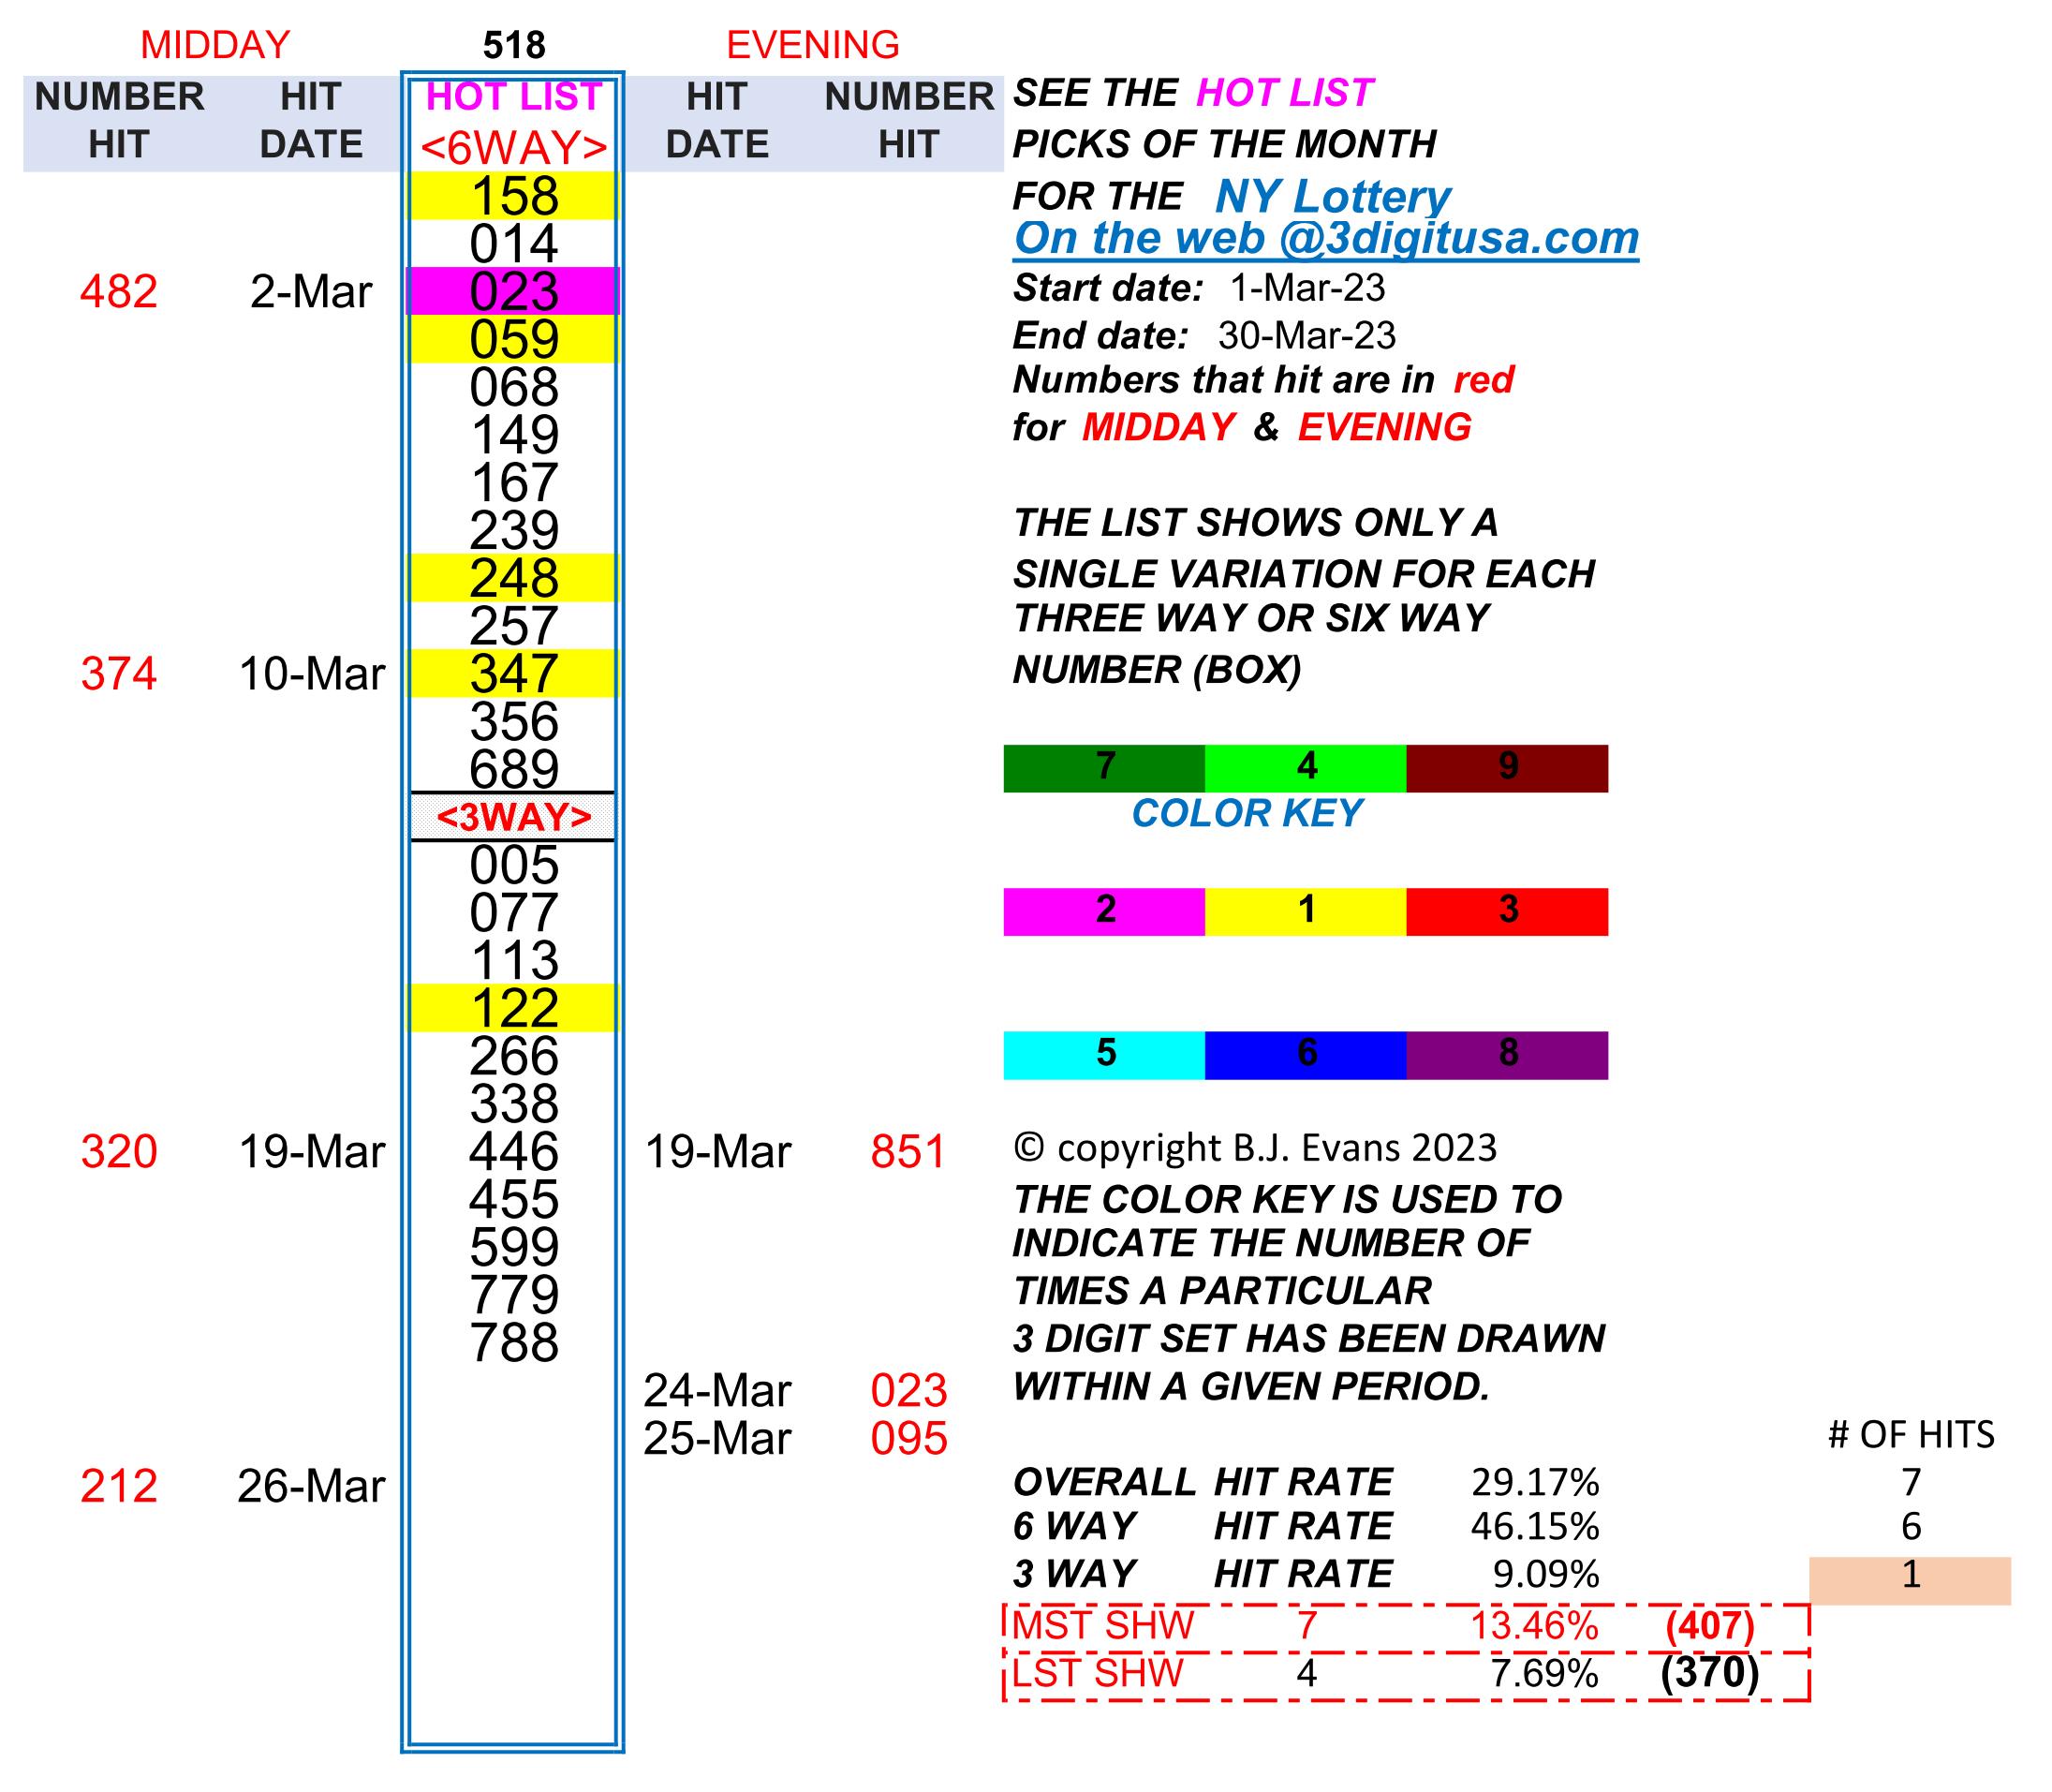 MIDDAY 518 EVENING
NUMBER HIT HOT LIST HIT NUMBER SEE THE HOT LIST
HIT DATE <6WAY> DATE HIT PICKS OF THE MONTH
158 FOR THE NY Lottery
014 On the web @3digitusa.com
482 2-Mar 023 Start date: 1-Mar-23
059 End date: 30-Mar-23
068 Numbers that hit are in red
149 for MIDDAY & EVENING
167
239 THE LIST SHOWS ONLY A
248 SINGLE VARIATION FOR EACH
257 THREE WAY OR SIX WAY
374 10-Mar 347 NUMBER (BOX)
356
689 7 4 9
<3WAY> COLOR KEY
005
077 2 1 3
113
122
266 5 6 8
338
320 19-Mar 446 19-Mar 851 © copyright B.J. Evans 2023
455 THE COLOR KEY IS USED TO
599 INDICATE THE NUMBER OF
779 TIMES A PARTICULAR
788 3 DIGIT SET HAS BEEN DRAWN
24-Mar 023 WITHIN A GIVEN PERIOD.
25-Mar 095 # OF HITS
212 26-Mar OVERALL HIT RATE 29.17% 7
6 WAY HIT RATE 46.15% 6
3 WAY HIT RATE 9.09% 1
MST SHW 7 13.46% (407)
LST SHW 4 7.69% (370)